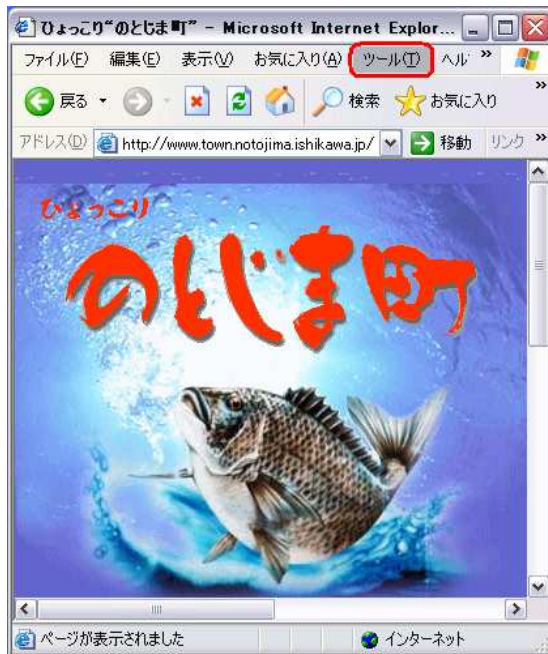 ひょっこり“のとじま町” - Microsoft Internet Explor...
ファイル(F) 編集(E) 表示(V) お気に入り(A) ツール(T) ヘル »
戻る 検索 お気に入り »
アドレス(D) http://www.town.notojima.ishikawa.jp/ 移動 リンク »
ひょっこり
のとじま町
ページが表示されました インターネット